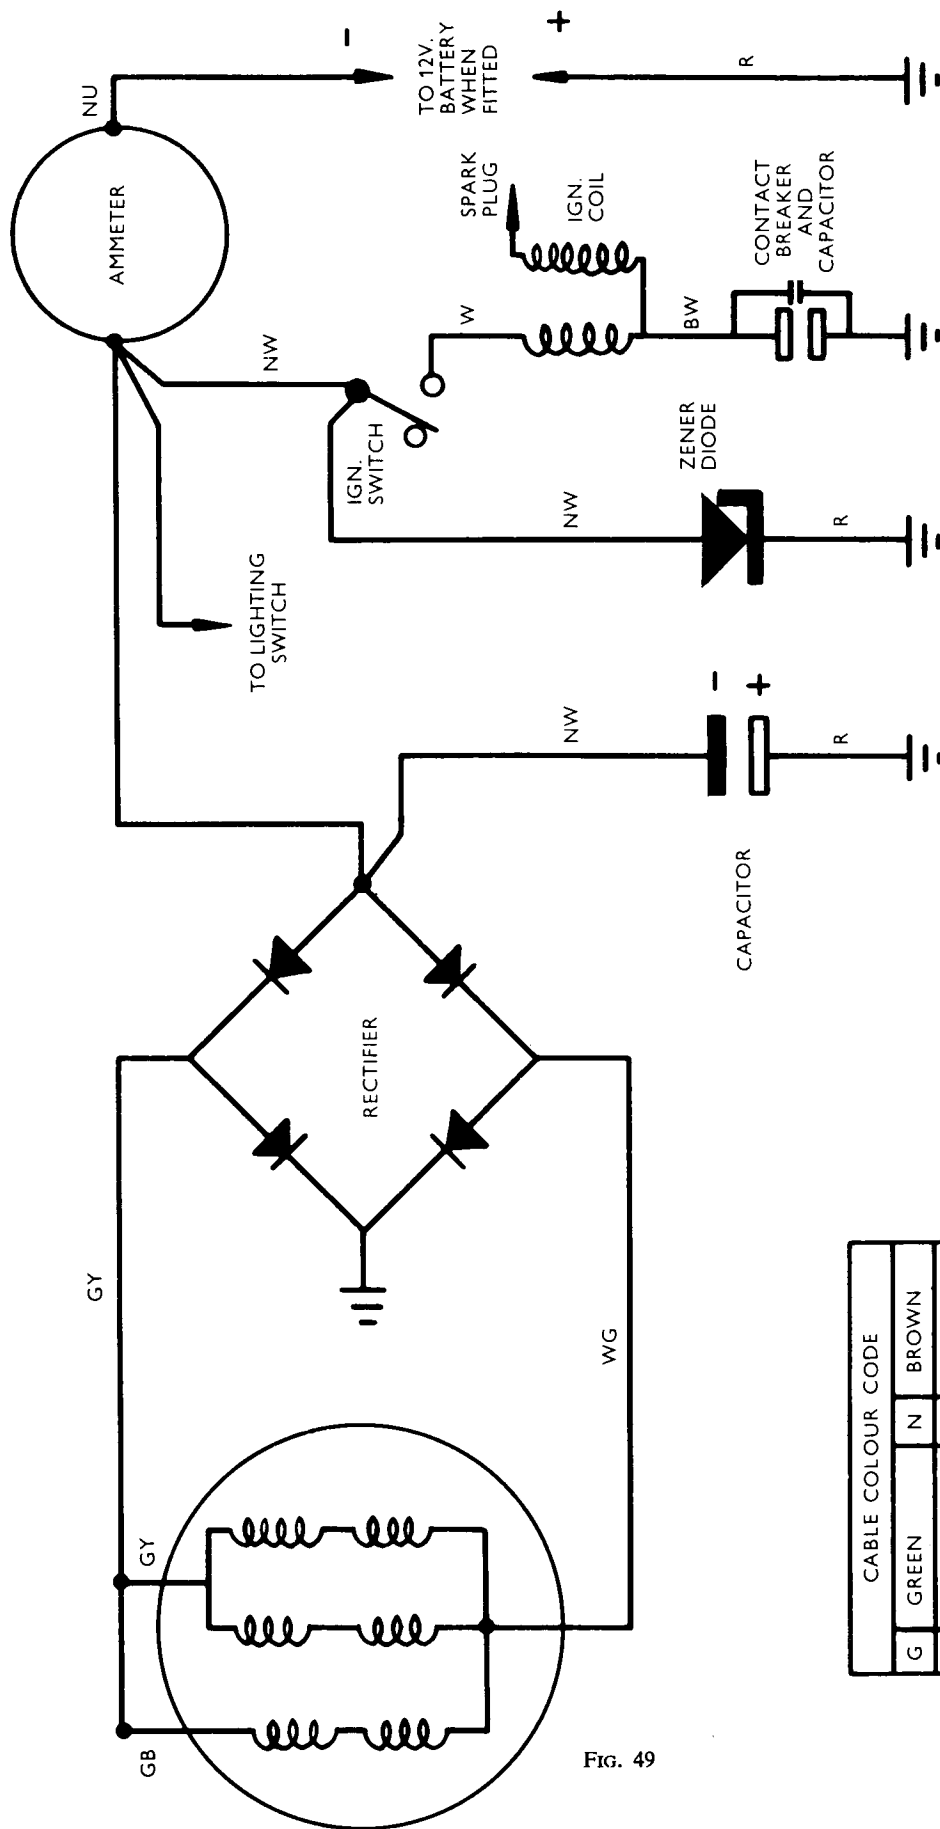 NU
AMMETER
-
TO 12V.
BATTERY
WHEN
FITTED
+
R
SPARK
PLUG
IGN.
COIL
W
BW
CONTACT
BREAKER
AND
CAPACITOR
NW
IGN.
SWITCH
NW
ZENER
DIODE
R
TO LIGHTING
SWITCH
NW
-
+
R
CAPACITOR
RECTIFIER
GY
WG
GY
GB
CABLE COLOUR CODE
G GREEN N BROWN
FIG. 49